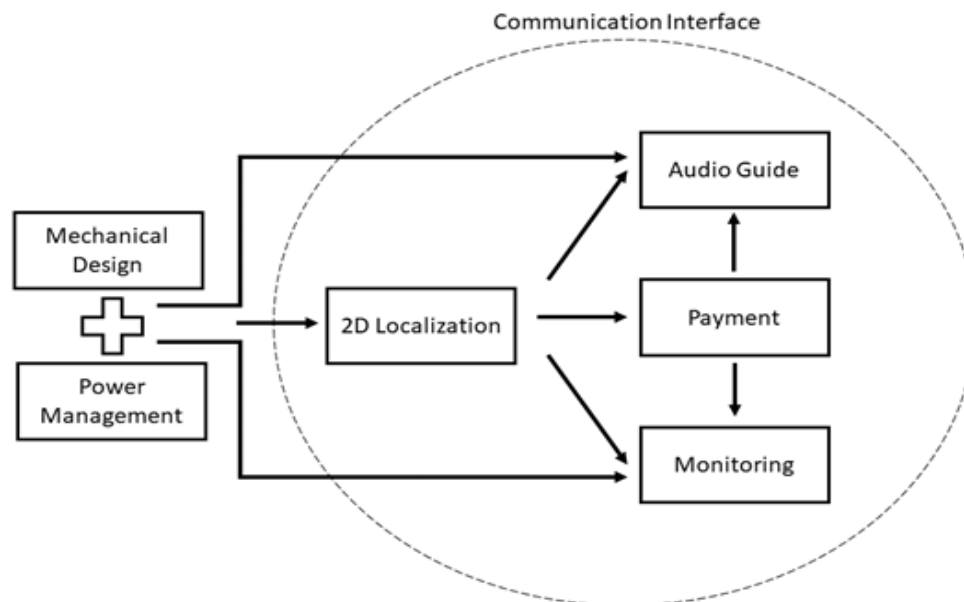 Communication Interface
Audio Guide
Mechanical
Design
2D Localization
Payment
Power
Management
Monitoring